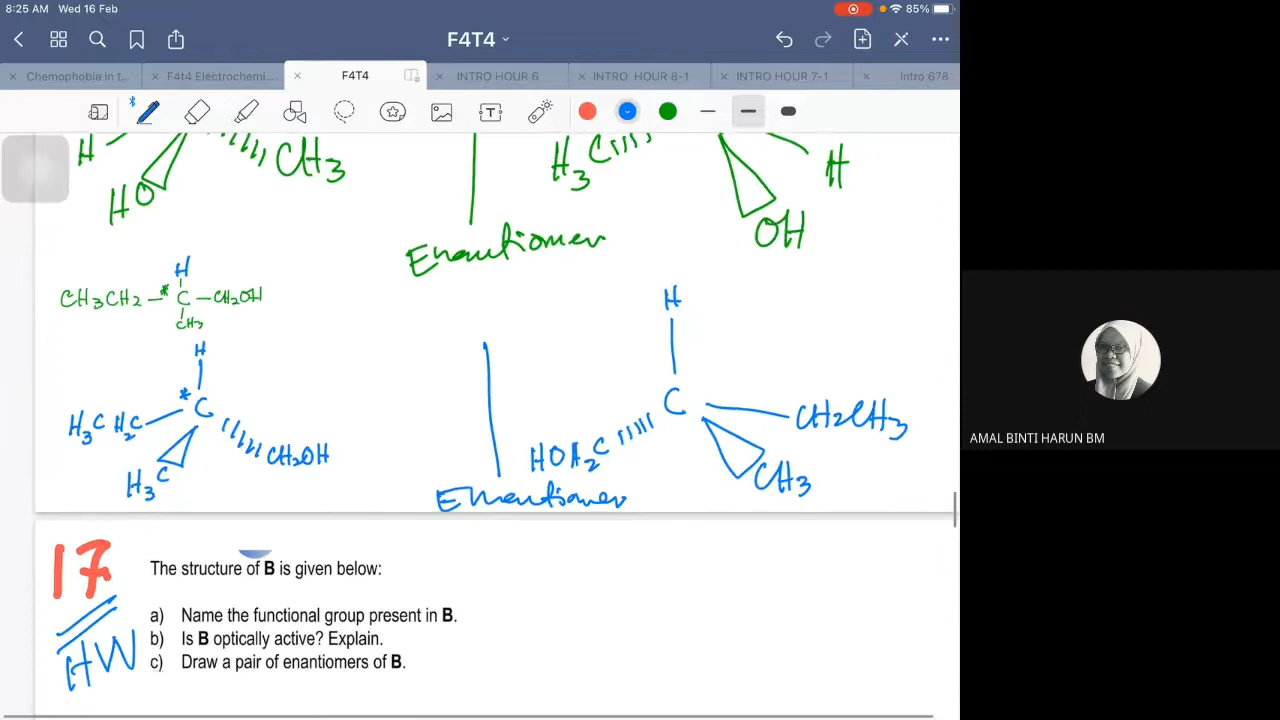 8:25 AM Wed 16 Feb
85%
F4T4
Chemophobia in t...
F4t4 Electrochemi...
F4T4
INTRO HOUR 6
INTRO HOUR 8-1
INTRO HOUR 7-1
Intro 678
H
HO
CH3
H3C
H
OH
Enantiomer
H
CH3CH2 — *C — CH2OH
CH3
H
*C
H3C H2C
CH2OH
H3C
H
C
CH2CH3
HOH2C
CH3
Enantiomer
17
HW
The structure of B is given below:
a) Name the functional group present in B.
b) Is B optically active? Explain.
c) Draw a pair of enantiomers of B.
AMAL BINTI HARUN BM